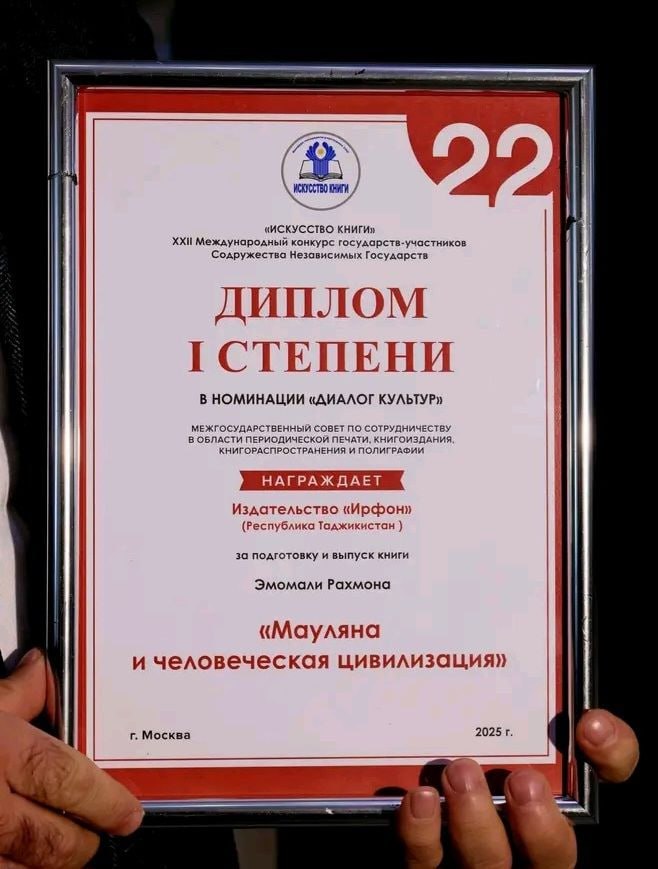 22
ИСКУССТВО КНИГИ
«ИСКУССТВО КНИГИ»
XXII Международный конкурс государств-участников
Содружества Независимых Государств
ДИПЛОМ
I СТЕПЕНИ
В НОМИНАЦИИ «ДИАЛОГ КУЛЬТУР»
МЕЖГОСУДАРСТВЕННЫЙ СОВЕТ ПО СОТРУДНИЧЕСТВУ
В ОБЛАСТИ ПЕРИОДИЧЕСКОЙ ПЕЧАТИ, КНИГОИЗДАНИЯ,
КНИГОРАСПРОСТРАНЕНИЯ И ПОЛИГРАФИИ
НАГРАЖДАЕТ
Издательство «Ирфон»
(Республика Таджикистан )
за подготовку и выпуск книги
Эмомали Рахмона
«Мауляна
и человеческая цивилизация»
г. Москва
2025 г.